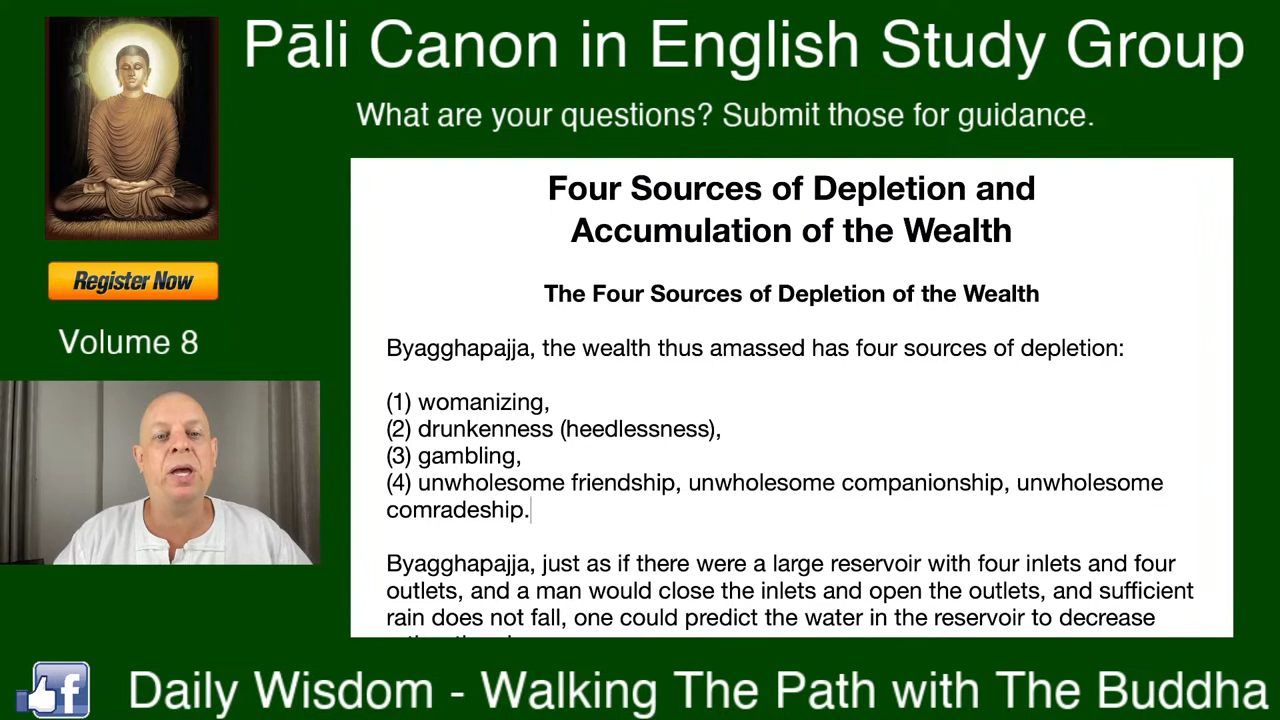 Pāli Canon in English Study Group
What are your questions? Submit those for guidance.
Four Sources of Depletion and
Accumulation of the Wealth
The Four Sources of Depletion of the Wealth
Byagghapajja, the wealth thus amassed has four sources of depletion:
(1) womanizing,
(2) drunkenness (heedlessness),
(3) gambling,
(4) unwholesome friendship, unwholesome companionship, unwholesome
comradeship.
Byagghapajja, just as if there were a large reservoir with four inlets and four
outlets, and a man would close the inlets and open the outlets, and sufficient
rain does not fall, one could predict the water in the reservoir to decrease
Register Now
Volume 8
f
Daily Wisdom - Walking The Path with The Buddha